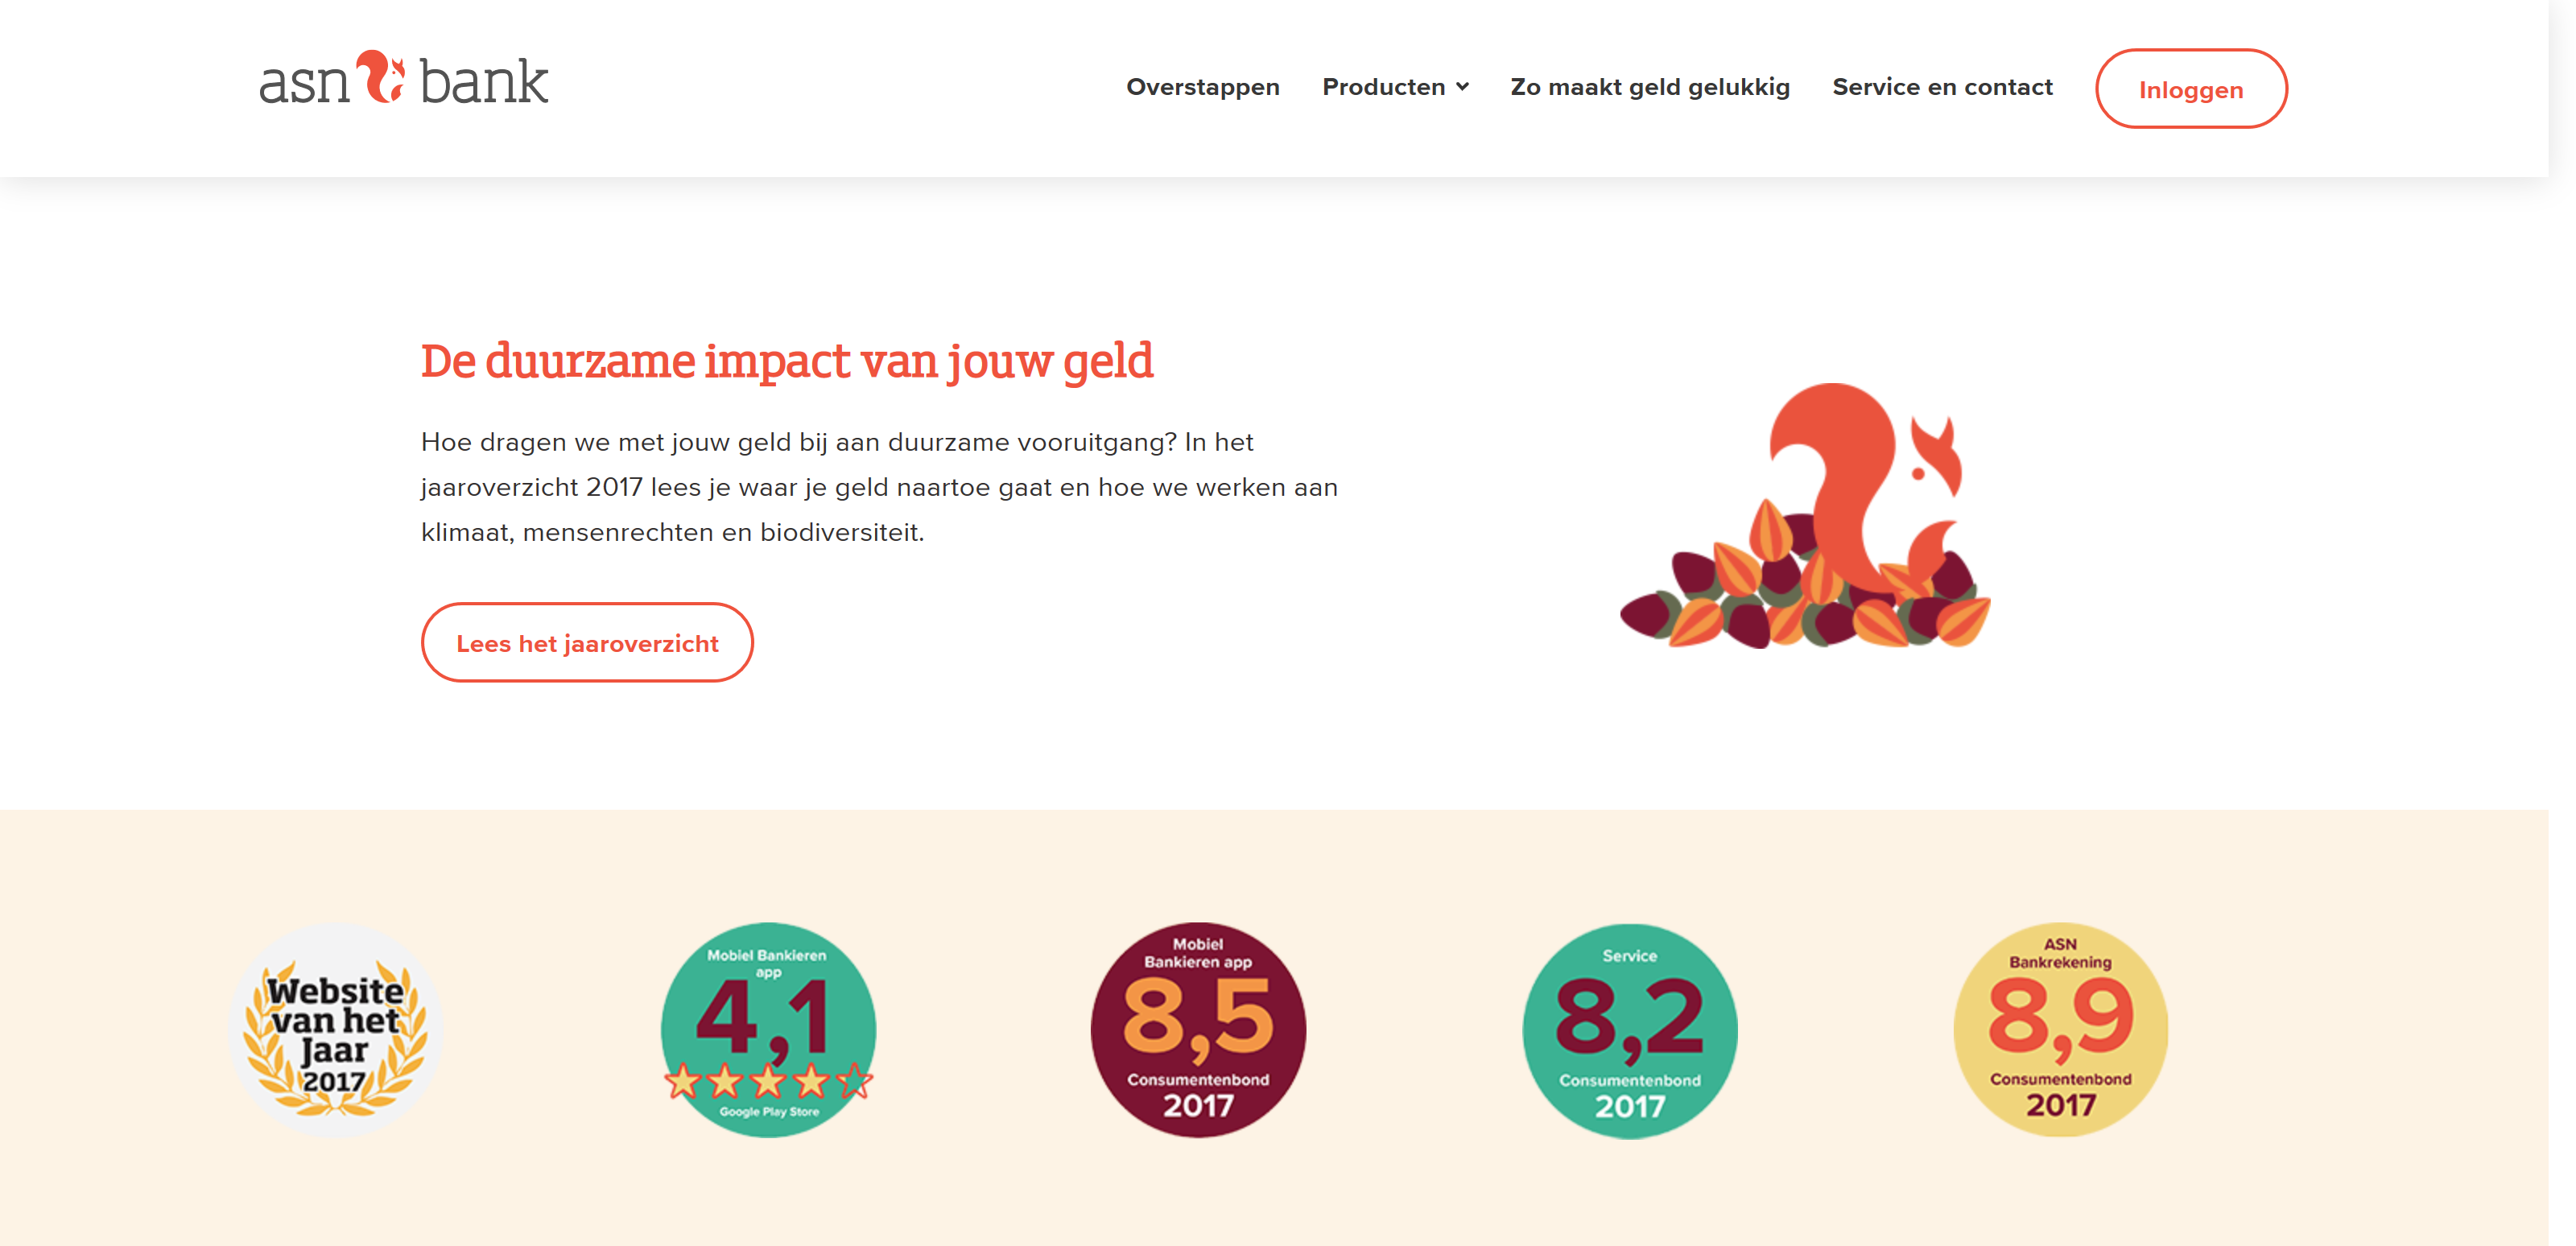 asn bank
Overstappen Producten Zo maakt geld gelukkig Service en contact Inloggen
De duurzame impact van jouw geld
Hoe dragen we met jouw geld bij aan duurzame vooruitgang? In het
jaaroverzicht 2017 lees je waar je geld naartoe gaat en hoe we werken aan
klimaat, mensenrechten en biodiversiteit.
Lees het jaaroverzicht
Website
van het
Jaar
2017
Mobiel Bankieren
app
4,1
Google Play Store
Mobiel
Bankieren app
8,5
Consumentenbond
2017
Service
8,2
Consumentenbond
2017
ASN
Bankrekening
8,9
Consumentenbond
2017